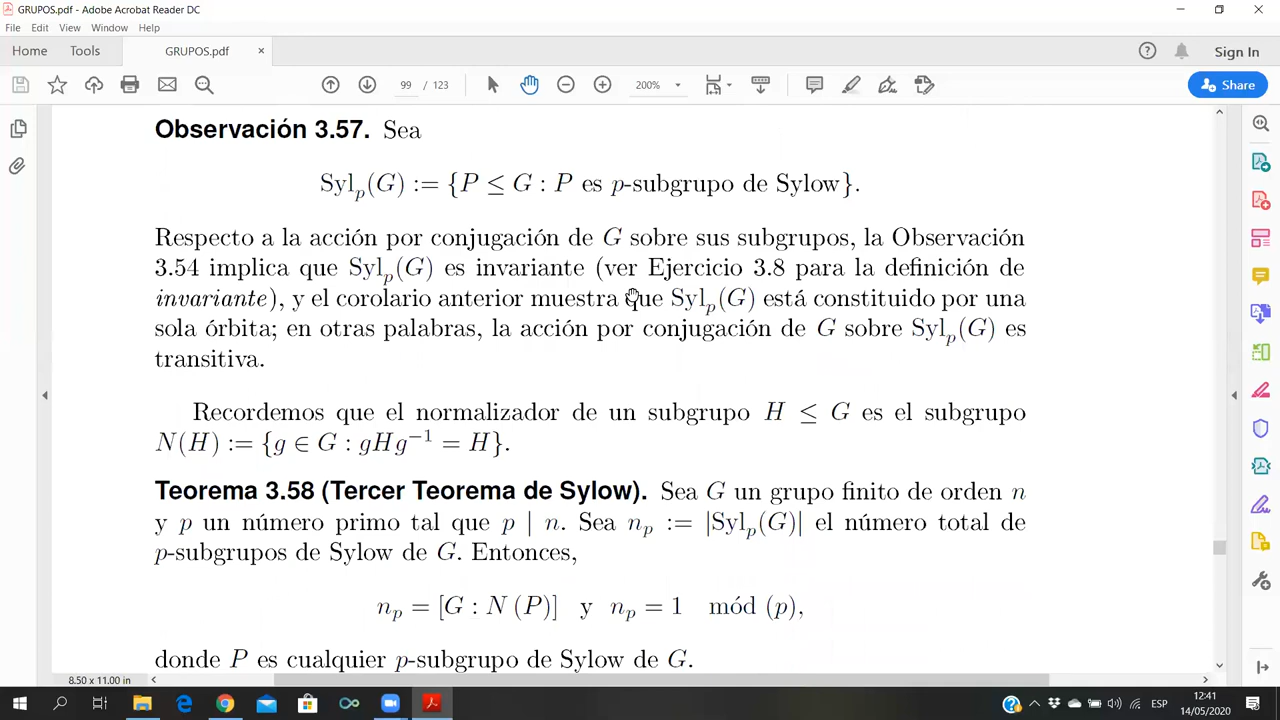 GRUPOS.pdf - Adobe Acrobat Reader DC
File Edit View Window Help
Home Tools GRUPOS.pdf × Sign In
99 / 123 200% Share
Observación 3.57. Sea
Syl_p(G) := {P ≤ G : P es p-subgrupo de Sylow}.
Respecto a la acción por conjugación de G sobre sus subgrupos, la Observación
3.54 implica que Syl_p(G) es invariante (ver Ejercicio 3.8 para la definición de
invariante), y el corolario anterior muestra que Syl_p(G) está constituido por una
sola órbita; en otras palabras, la acción por conjugación de G sobre Syl_p(G) es
transitiva.
Recordemos que el normalizador de un subgrupo H ≤ G es el subgrupo
N(H) := {g ∈ G : gHg⁻¹ = H}.
Teorema 3.58 (Tercer Teorema de Sylow). Sea G un grupo finito de orden n
y p un número primo tal que p | n. Sea n_p := |Syl_p(G)| el número total de
p-subgrupos de Sylow de G. Entonces,
n_p = [G : N (P)] y n_p = 1 mód (p),
donde P es cualquier p-subgrupo de Sylow de G.
8.50 x 11.00 in
ESP 12:41
14/05/2020